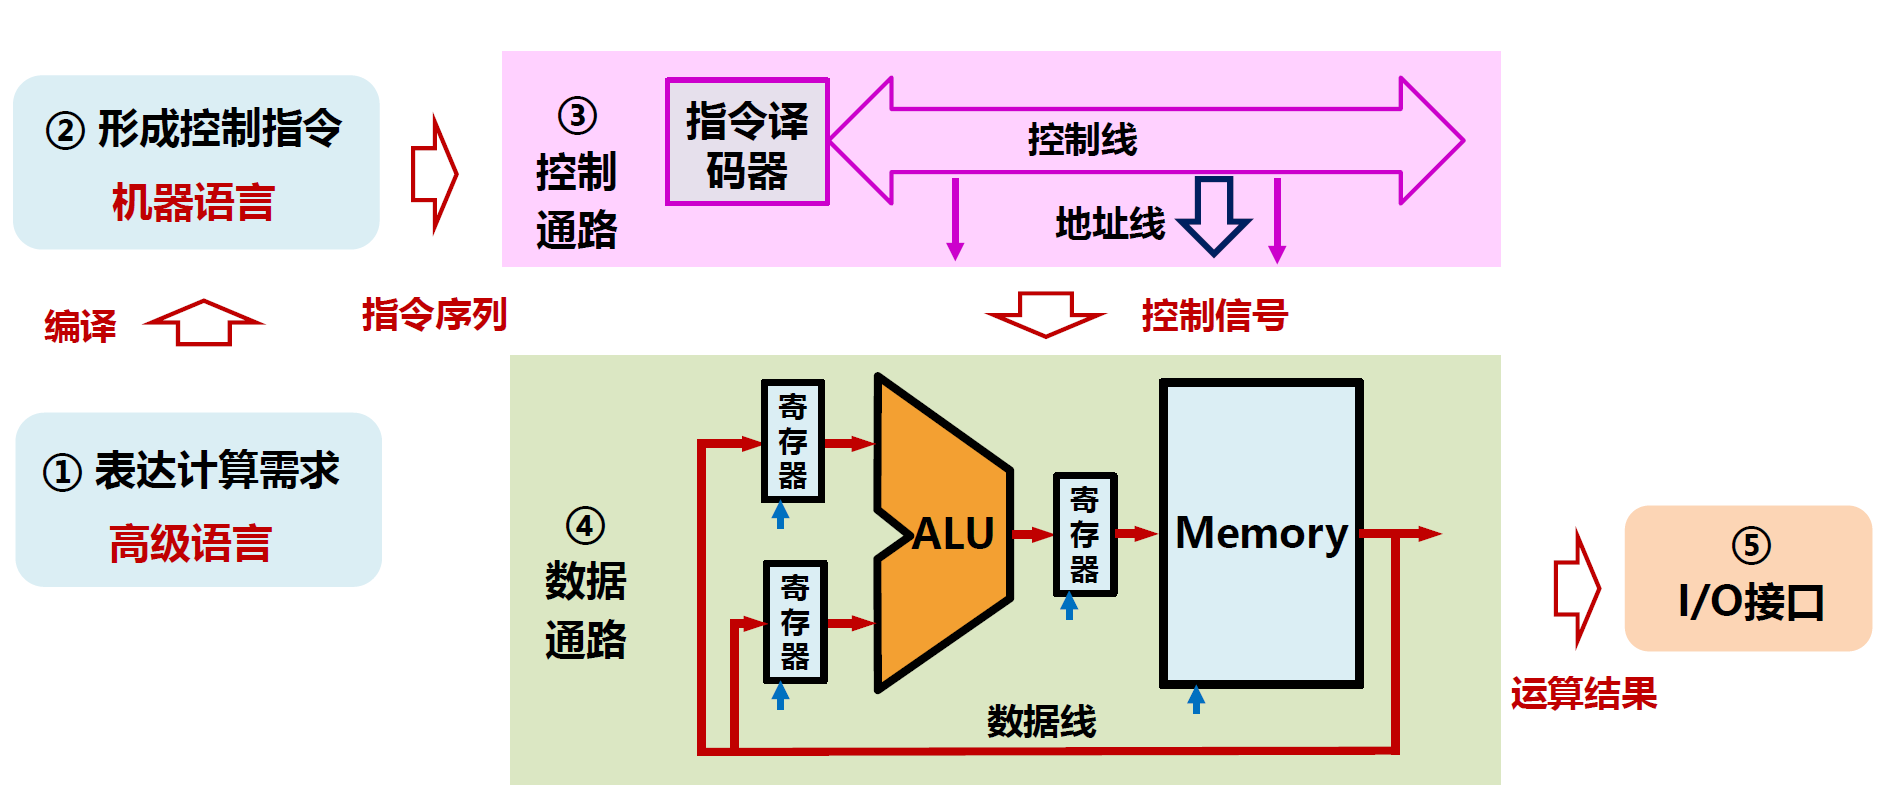 ② 形成控制指令
机器语言
编译
指令序列
① 表达计算需求
高级语言
③
控制
通路
指令译
码器
控制线
地址线
控制信号
④
数据
通路
寄
存
器
寄
存
器
ALU
寄
存
器
Memory
数据线
运算结果
⑤
I/O接口